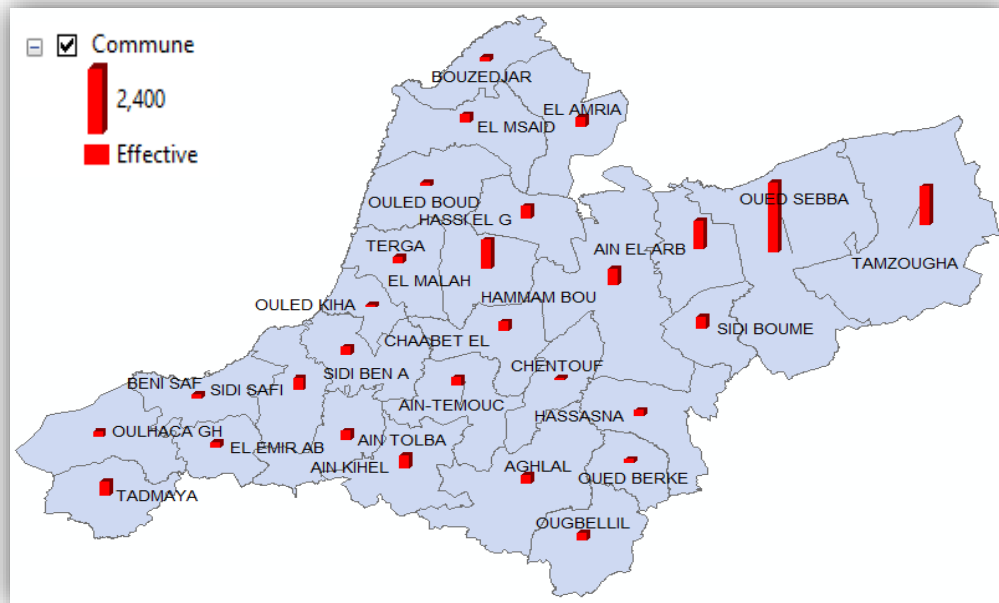 Commune
2,400
Effective
BOUZEDJAR
EL AMRIA
EL MSAID
OULED BOUD
HASSI EL G
OUED SEBBA
TERGA
AIN EL-ARB
EL MALAH
TAMZOUGHA
HAMMAM BOU
OULED KIHA
SIDI BOUME
CHAABET EL
CHENTOUF
SIDI BEN A
BENI SAF
SIDI SAFI
AIN-TEMOUC
HASSASNA
OULHACA GH
EL EMIR AB
AIN TOLBA
AIN KIHEL
AGHLAL
OUED BERKE
TADMAYA
OUGBELLIL